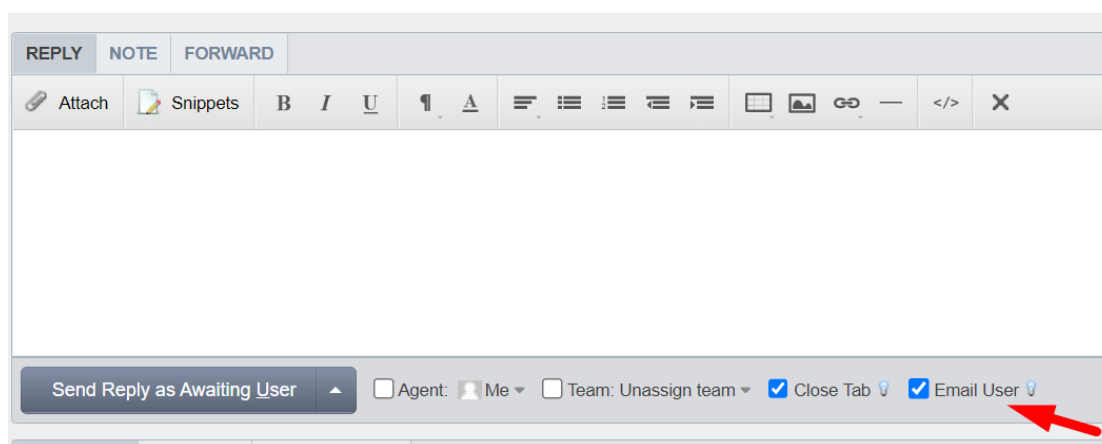 REPLY NOTE FORWARD
Attach Snippets B I U ¶ A </> X
Send Reply as Awaiting User Agent: Me Team: Unassign team Close Tab Email User